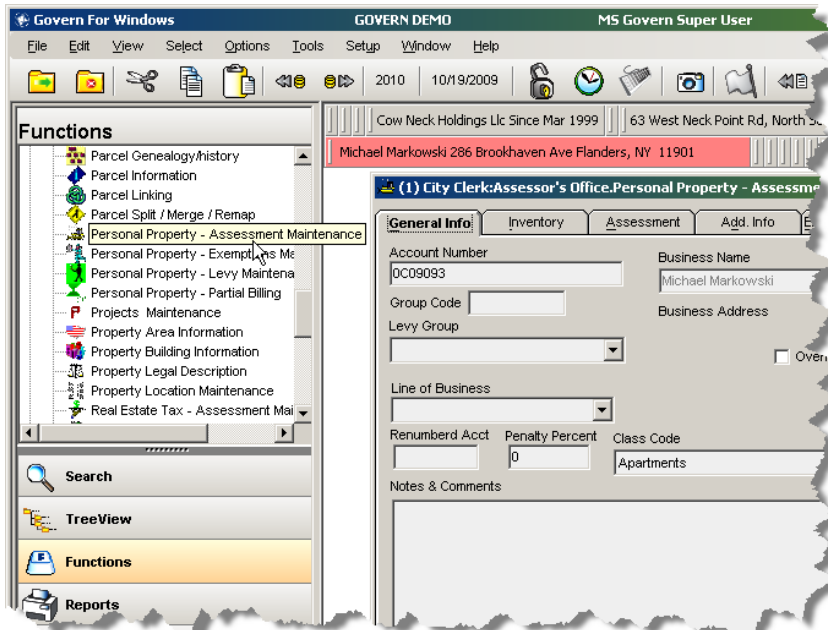 Govern For Windows GOVERN DEMO MS Govern Super User
File Edit View Select Options Tools Setup Window Help
2010 10/19/2009
Functions
Parcel Genealogy/history
Parcel Information
Parcel Linking
Parcel Split / Merge / Remap
Personal Property - Assessment Maintenance
Personal Property - Exemptions Ma
Personal Property - Levy Maintena
Personal Property - Partial Billing
Projects Maintenance
Property Area Information
Property Building Information
Property Legal Description
Property Location Maintenance
Real Estate Tax - Assessment Mai
Search
TreeView
Functions
Reports
Cow Neck Holdings Llc Since Mar 1999 63 West Neck Point Rd, North
Michael Markowski 286 Brookhaven Ave Flanders, NY 11901
(1) City Clerk:Assessor's Office.Personal Property - Assessme
General Info Inventory Assessment Add. Info E
Account Number
0C09093
Business Name
Michael Markowski
Group Code
Business Address
Levy Group
Overr
Line of Business
Renumberd Acct Penalty Percent Class Code
0 Apartments
Notes & Comments